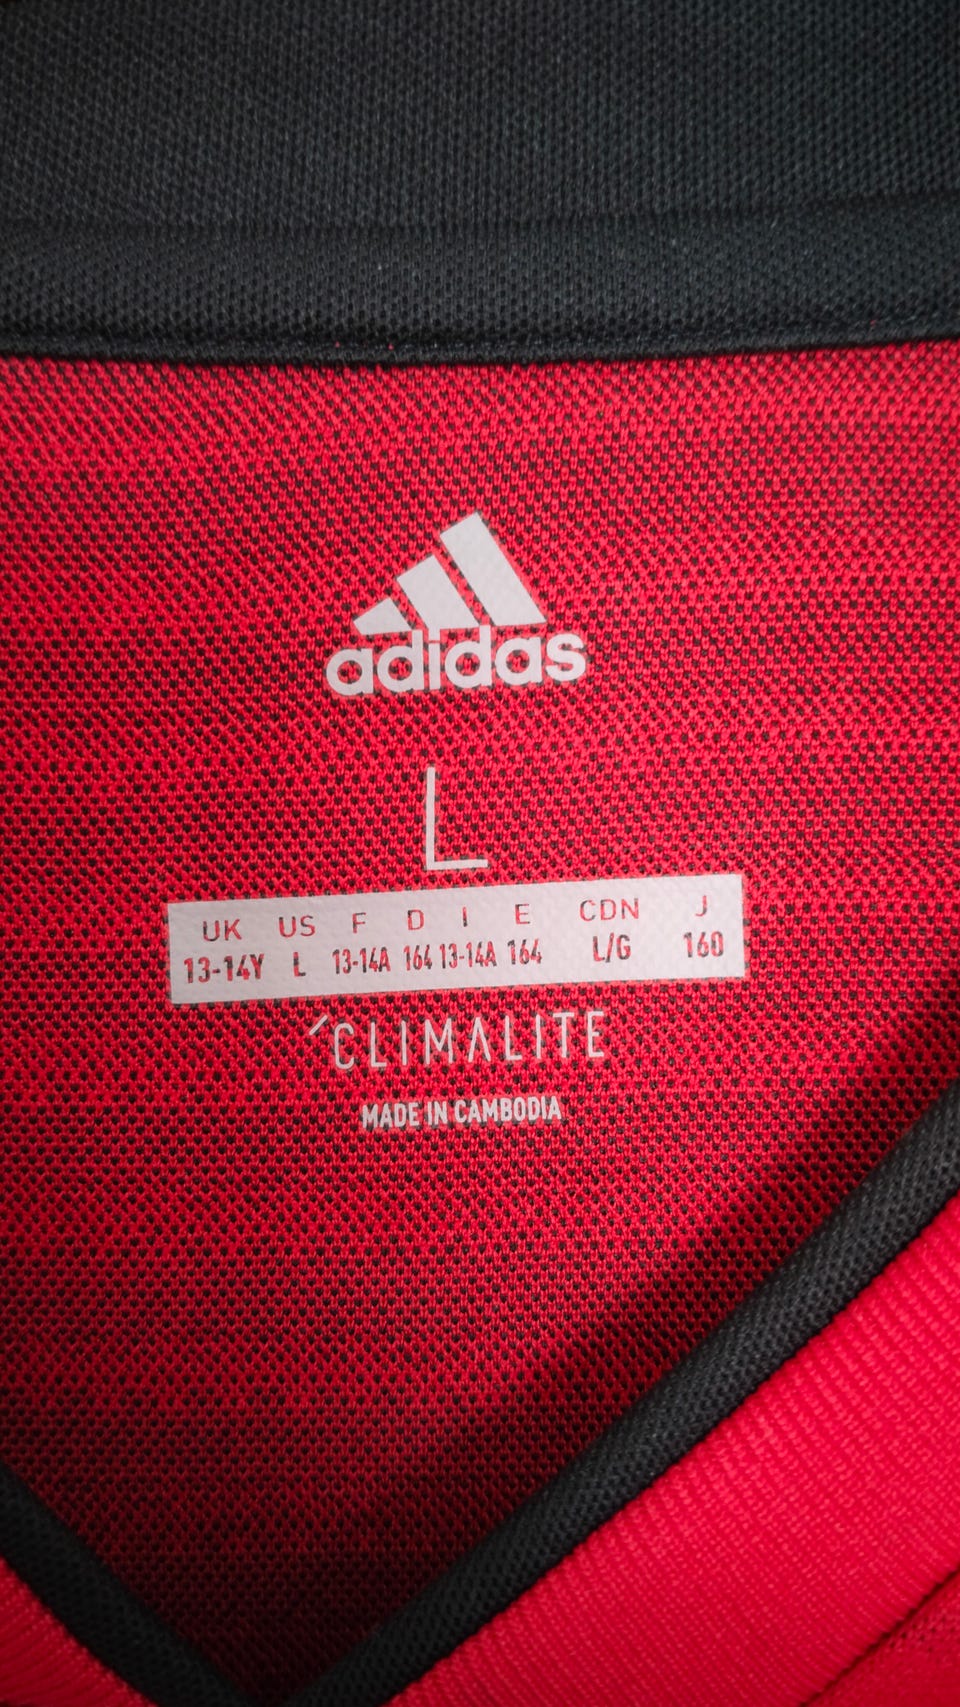 adidas
L
UK US F D I E CDN J
13-14Y L 13-14A 164 13-14A 164 L/G 160
CLIMALITE
MADE IN CAMBODIA